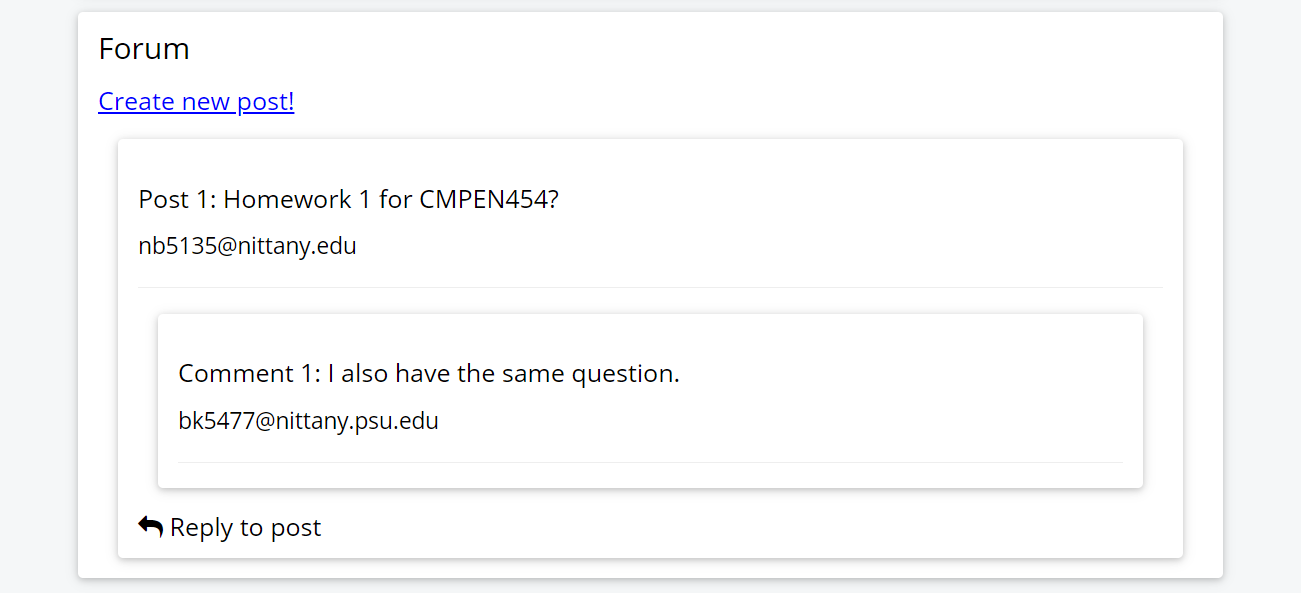 Forum
Create new post!
Post 1: Homework 1 for CMPEN454?
nb5135@nittany.edu
Comment 1: I also have the same question.
bk5477@nittany.psu.edu
Reply to post